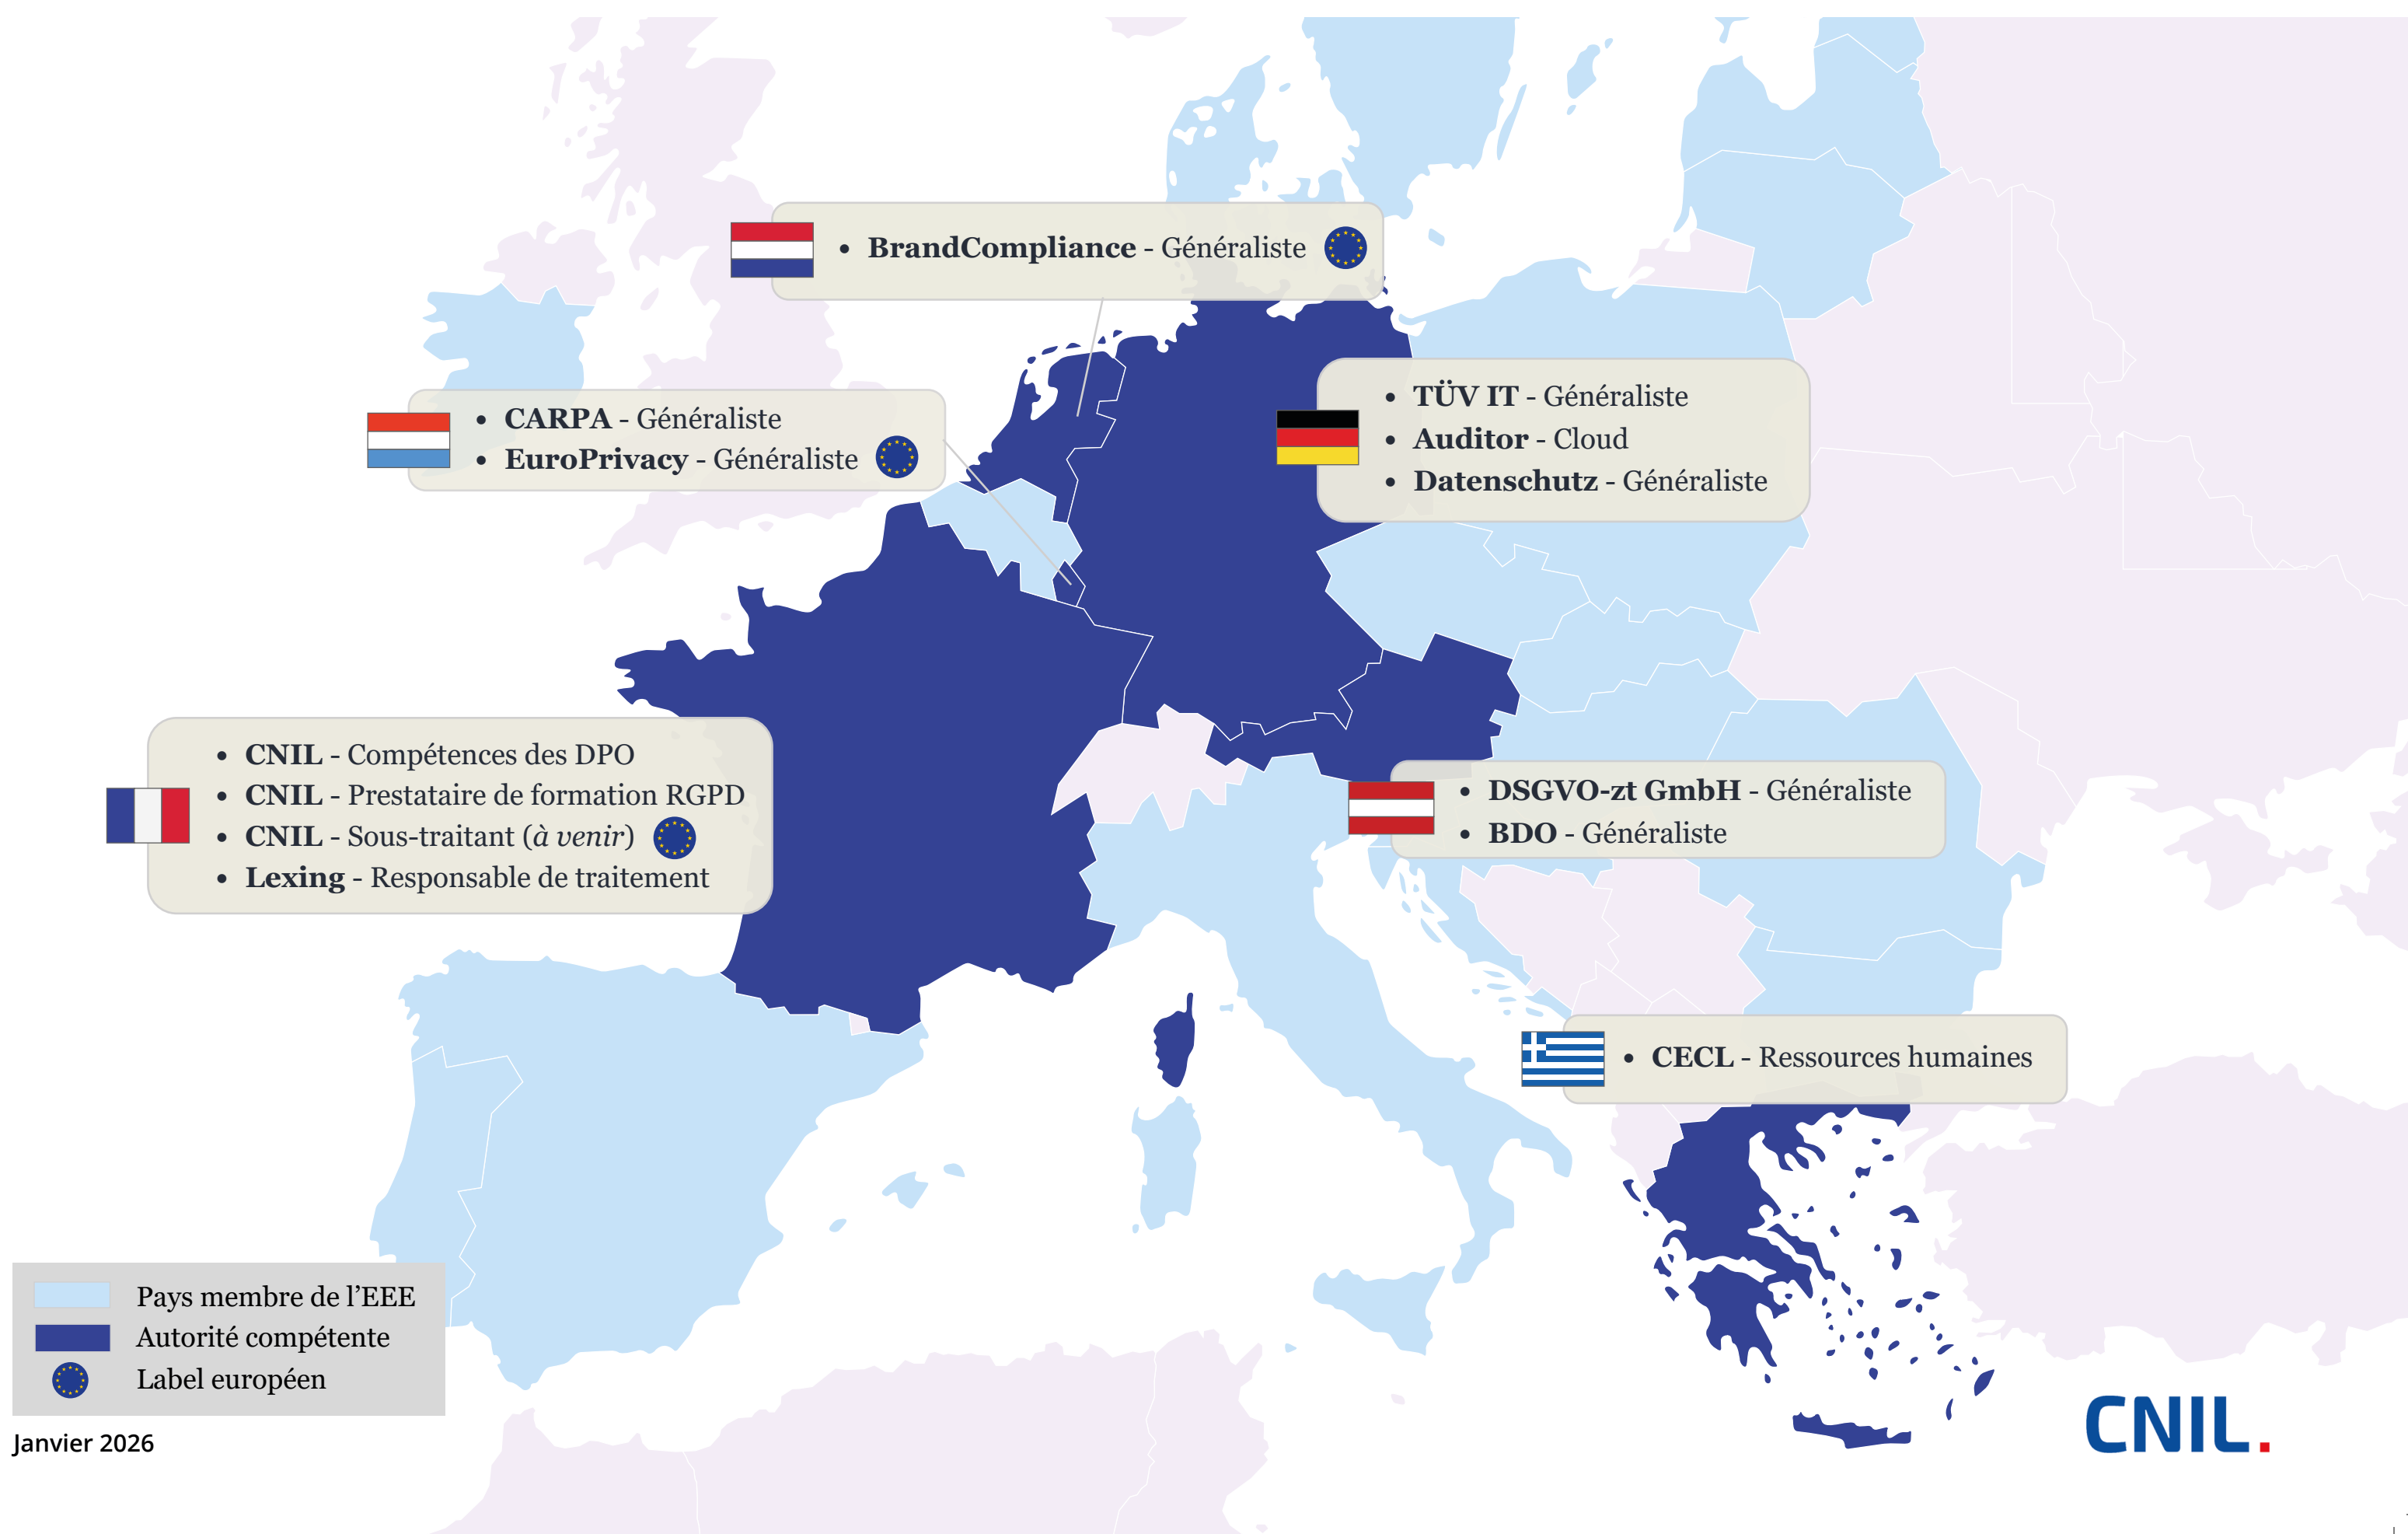 • BrandCompliance - Généraliste
• CARPA - Généraliste
• EuroPrivacy - Généraliste
• TÜV IT - Généraliste
• Auditor - Cloud
• Datenschutz - Généraliste
• CNIL - Compétences des DPO
• CNIL - Prestataire de formation RGPD
• CNIL - Sous-traitant (à venir)
• Lexing - Responsable de traitement
• DSGVO-zt GmbH - Généraliste
• BDO - Généraliste
• CECL - Ressources humaines
Pays membre de l’EEE
Autorité compétente
Label européen
Janvier 2026
CNIL.